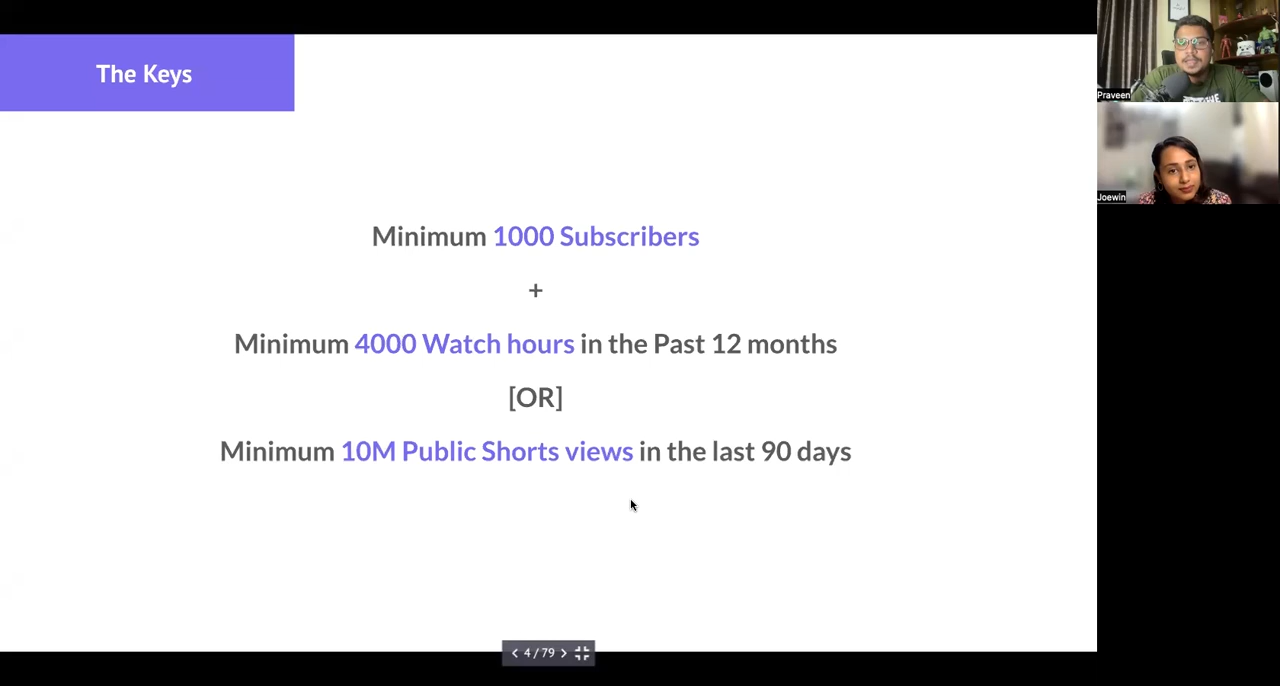 The Keys
Minimum 1000 Subscribers
+
Minimum 4000 Watch hours in the Past 12 months
[OR]
Minimum 10M Public Shorts views in the last 90 days
4 / 79
Praveen
Joewin